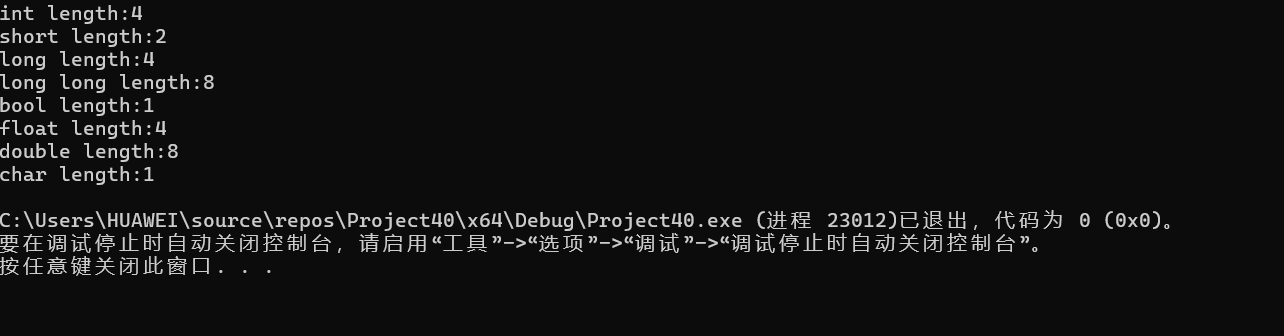 int length:4
short length:2
long length:4
long long length:8
bool length:1
float length:4
double length:8
char length:1
C:\Users\HUAWEI\source\repos\Project40\x64\Debug\Project40.exe (进程 23012)已退出，代码为 0 (0x0)。
要在调试停止时自动关闭控制台，请启用“工具”->“选项”->“调试”->“调试停止时自动关闭控制台”。
按任意键关闭此窗口. . .